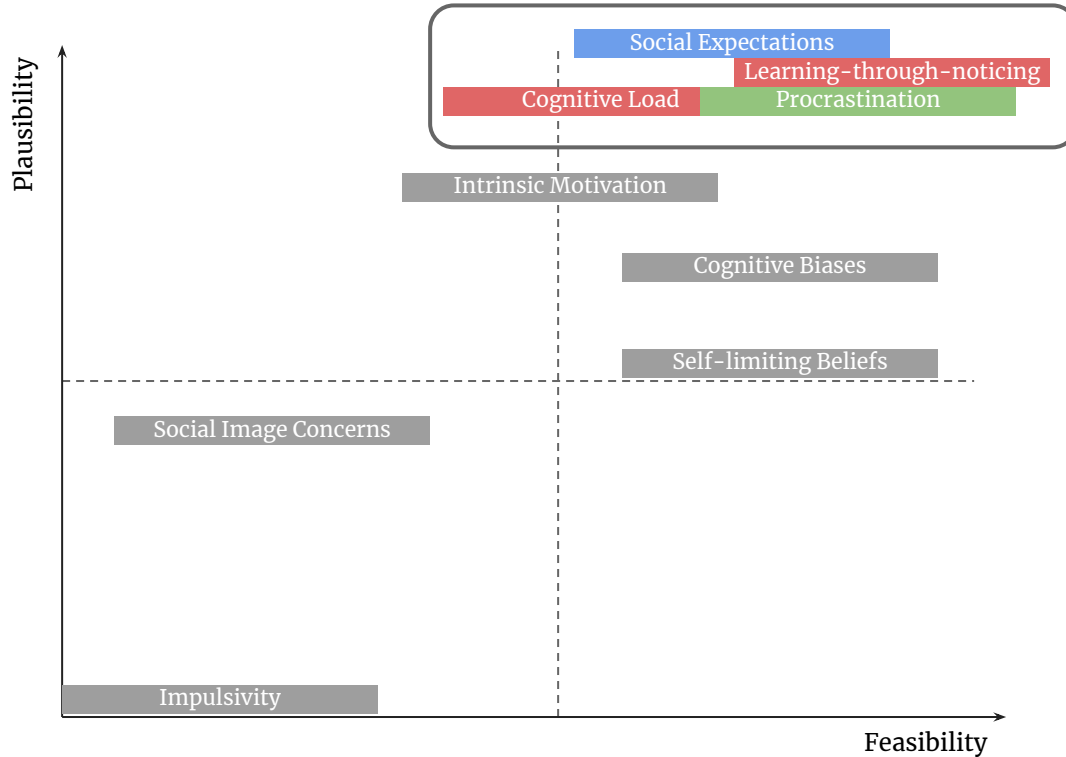 Plausibility
Social Expectations
Learning-through-noticing
Cognitive Load
Procrastination
Intrinsic Motivation
Cognitive Biases
Self-limiting Beliefs
Social Image Concerns
Impulsivity
Feasibility